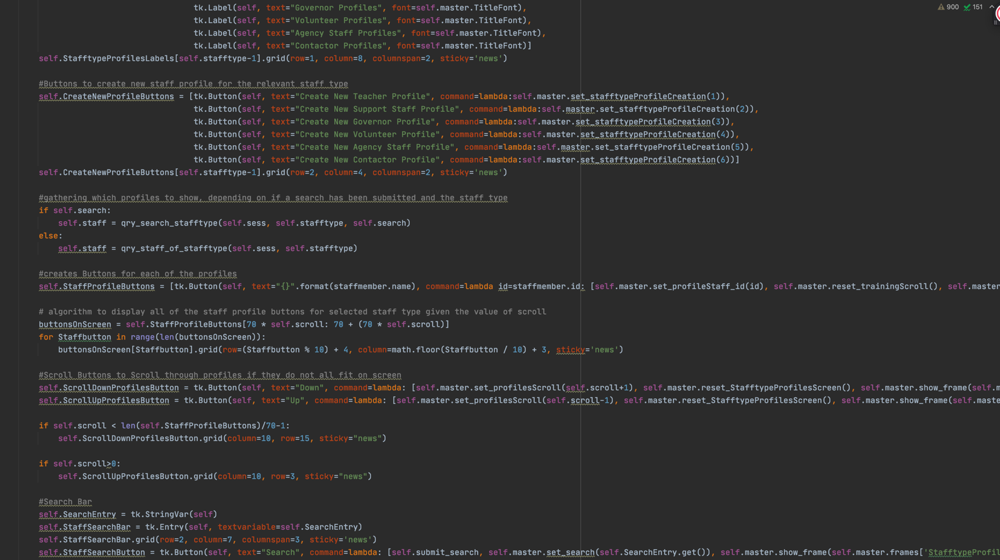 tk.Label(self, text="Governor Profiles", font=self.master.TitleFont),
900 151
tk.Label(self, text="Volunteer Profiles", font=self.master.TitleFont),
tk.Label(self, text="Agency Staff Profiles", font=self.master.TitleFont),
tk.Label(self, text="Contactor Profiles", font=self.master.TitleFont)]
self.StafftypeProfilesLabels[self.stafftype-1].grid(row=1, column=8, columnspan=2, sticky='news')
#Buttons to create new staff profile for the relevant staff type
self.CreateNewProfileButtons = [tk.Button(self, text="Create New Teacher Profile", command=lambda:self.master.set_stafftypeProfileCreation(1)),
tk.Button(self, text="Create New Support Staff Profile", command=lambda:self.master.set_stafftypeProfileCreation(2)),
tk.Button(self, text="Create New Governor Profile", command=lambda:self.master.set_stafftypeProfileCreation(3)),
tk.Button(self, text="Create New Volunteer Profile", command=lambda:self.master.set_stafftypeProfileCreation(4)),
tk.Button(self, text="Create New Agency Staff Profile", command=lambda:self.master.set_stafftypeProfileCreation(5)),
tk.Button(self, text="Create New Contactor Profile", command=lambda:self.master.set_stafftypeProfileCreation(6))]
self.CreateNewProfileButtons[self.stafftype-1].grid(row=2, column=4, columnspan=2, sticky='news')
#gathering which profiles to show, depending on if a search has been submitted and the staff type
if self.search:
self.staff = qry_search_stafftype(self.sess, self.stafftype, self.search)
else:
self.staff = qry_staff_of_stafftype(self.sess, self.stafftype)
#creates Buttons for each of the profiles
self.StaffProfileButtons = [tk.Button(self, text="{}".format(staffmember.name), command=lambda id=staffmember.id: [self.master.set_profileStaff_id(id), self.master.reset_trainingScroll(), self.master
# algorithm to display all of the staff profile buttons for selected staff type given the value of scroll
buttonsOnScreen = self.StaffProfileButtons[70 * self.scroll: 70 + (70 * self.scroll)]
for Staffbutton in range(len(buttonsOnScreen)):
buttonsOnScreen[Staffbutton].grid(row=(Staffbutton % 10) + 4, column=math.floor(Staffbutton / 10) + 3, sticky='news')
#Scroll Buttons to Scroll through profiles if they do not all fit on screen
self.ScrollDownProfilesButton = tk.Button(self, text="Down", command=lambda: [self.master.set_profilesScroll(self.scroll+1), self.master.reset_StafftypeProfilesScreen(), self.master.show_frame(self.m
self.ScrollUpProfilesButton = tk.Button(self, text="Up", command=lambda: [self.master.set_profilesScroll(self.scroll-1), self.master.reset_StafftypeProfilesScreen(), self.master.show_frame(self.maste
if self.scroll < len(self.StaffProfileButtons)/70-1:
self.ScrollDownProfilesButton.grid(column=10, row=15, sticky="news")
if self.scroll>0:
self.ScrollUpProfilesButton.grid(column=10, row=3, sticky="news")
#Search Bar
self.SearchEntry = tk.StringVar(self)
self.StaffSearchBar = tk.Entry(self, textvariable=self.SearchEntry)
self.StaffSearchBar.grid(row=2, column=7, columnspan=3, sticky='news')
self.StaffSearchButton = tk.Button(self, text="Search", command=lambda: [self.submit_search, self.master.set_search(self.SearchEntry.get()), self.master.show_frame(self.master.frames['StafftypeProfil